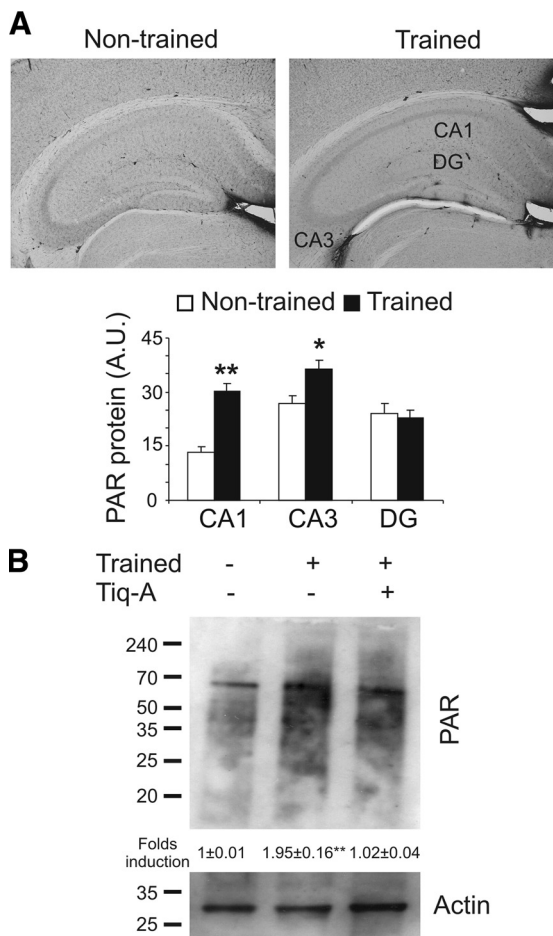 A
Non-trained Trained
CA1
DG
CA3
Non-trained Trained
PAR protein (A.U.)
45
** *
30
15
0
CA1 CA3 DG
B
Trained - + +
Tiq-A - - +
240
70
50
35
25
20
PAR
Folds
induction 1±0.01 1.95±0.16** 1.02±0.04
35
25
Actin